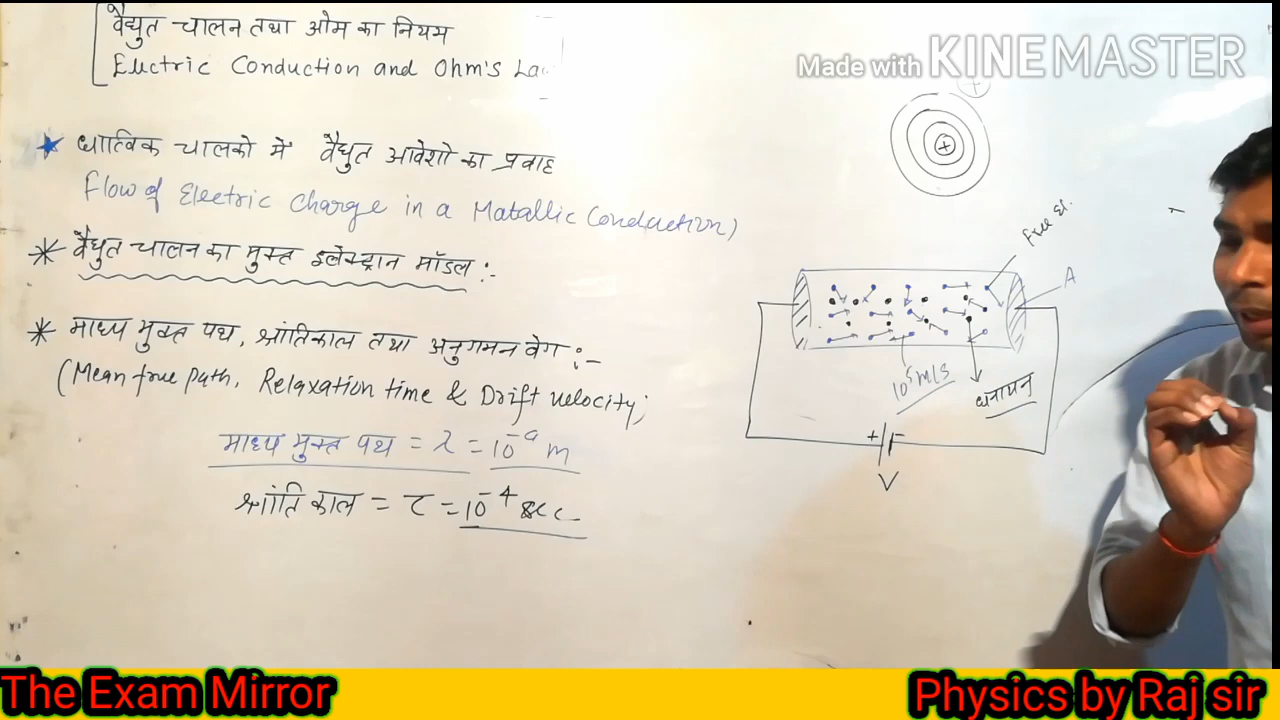 वैद्युत चालन तथा ओम का नियम
Electric Conduction and Ohm's La
Made with KINEMASTER
धात्विक चालको मे वैद्युत आवेशो का प्रवाह
Flow of Electric Charge in a Matallic Conduction)
वैद्युत चालन का मुक्त इलेक्ट्रान मॉडल :-
माध्य मुक्त पथ, श्रांतिकाल तथा अनुगमन वेग :-
(Mean free path, Relaxation time & Drift velocity;
माध्य मुक्त पथ = λ = 10⁻⁹ m
श्रांति काल = τ = 10⁻⁴ sec
+
Free El.
A
10⁵ m/s
धनायन
+ -
V
The Exam Mirror
Physics by Raj sir